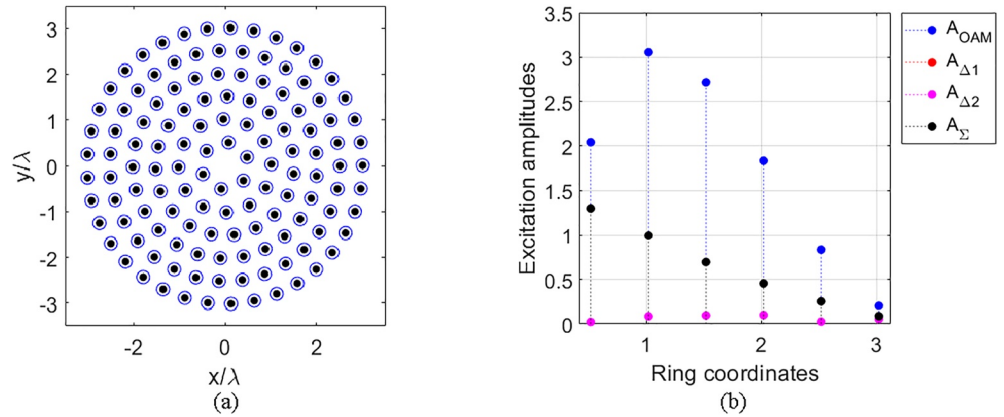 3
2
1
0
-1
-2
-3
y/λ
-2
0
2
x/λ
(a)
3.5
3
2.5
2
1.5
1
0.5
0
Excitation amplitudes
1
2
3
Ring coordinates
(b)
A_OAM
A_Δ1
A_Δ2
A_Σ